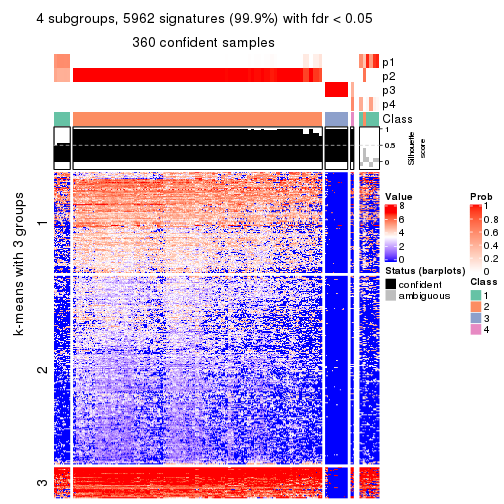 4 subgroups, 5962 signatures (99.9%) with fdr < 0.05
360 confident samples
p1
p2
p3
p4
Class
1
0.5
0
Silhouette
score
k-means with 3 groups
1
2
3
Value
8
6
4
2
0
Status (barplots)
confident
ambiguous
Prob
1
0.8
0.6
0.4
0.2
0
Class
1
2
3
4